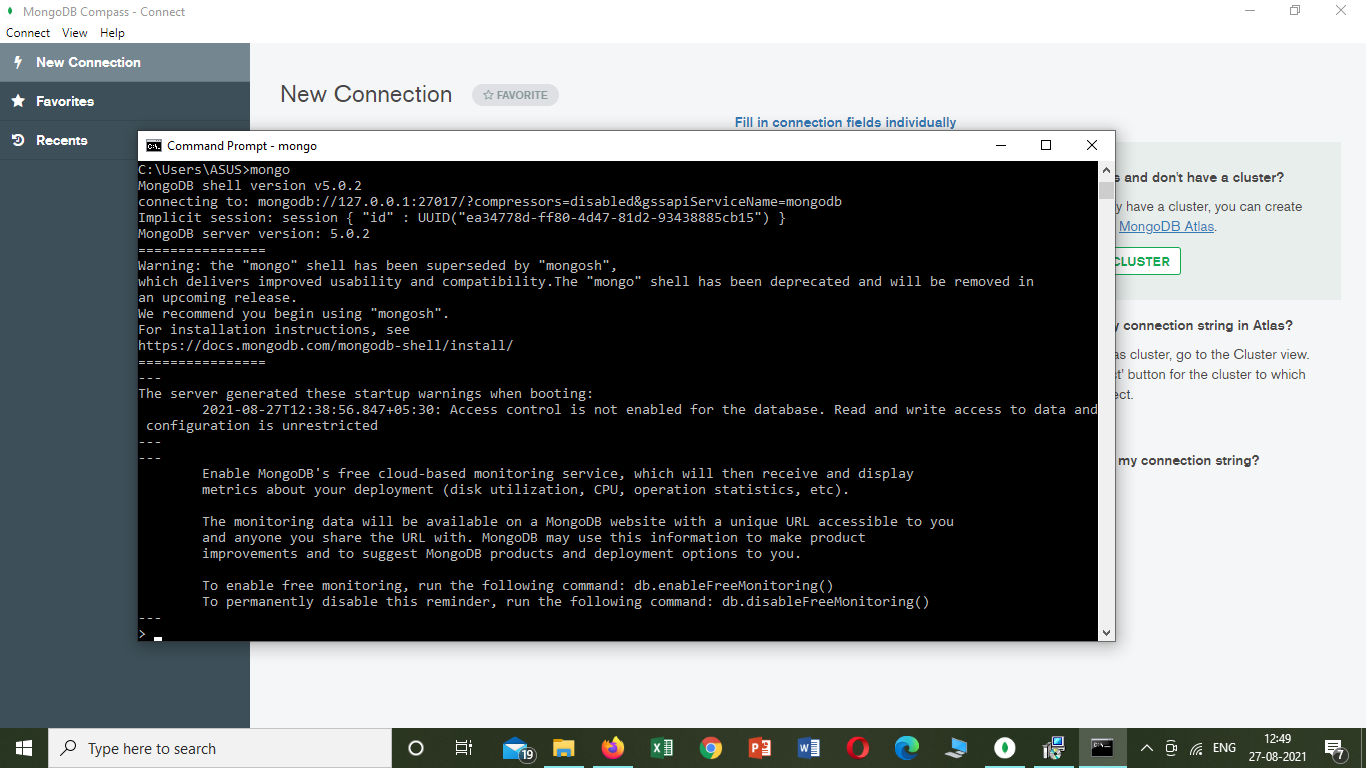 MongoDB Compass - Connect
Connect View Help
New Connection
Favorites
Recents
New Connection
FAVORITE
Fill in connection fields individually
Command Prompt - mongo
C:\Users\ASUS>mongo
MongoDB shell version v5.0.2
connecting to: mongodb://127.0.0.1:27017/?compressors=disabled&gssapiServiceName=mongodb
Implicit session: session { "id" : UUID("ea34778d-ff80-4d47-81d2-93438885cb15") }
MongoDB server version: 5.0.2
================
Warning: the "mongo" shell has been superseded by "mongosh",
which delivers improved usability and compatibility.The "mongo" shell has been deprecated and will be removed in
an upcoming release.
We recommend you begin using "mongosh".
For installation instructions, see
https://docs.mongodb.com/mongodb-shell/install/
================
---
The server generated these startup warnings when booting:
2021-08-27T12:38:56.847+05:30: Access control is not enabled for the database. Read and write access to data and
configuration is unrestricted
---
---
Enable MongoDB's free cloud-based monitoring service, which will then receive and display
metrics about your deployment (disk utilization, CPU, operation statistics, etc).
The monitoring data will be available on a MongoDB website with a unique URL accessible to you
and anyone you share the URL with. MongoDB may use this information to make product
improvements and to suggest MongoDB products and deployment options to you.
To enable free monitoring, run the following command: db.enableFreeMonitoring()
To permanently disable this reminder, run the following command: db.disableFreeMonitoring()
---
>
and don't have a cluster?
have a cluster, you can create
MongoDB Atlas.
CLUSTER
connection string in Atlas?
cluster, go to the Cluster view.
button for the cluster to which
my connection string?
Type here to search
19
ENG
12:49
27-08-2021
7